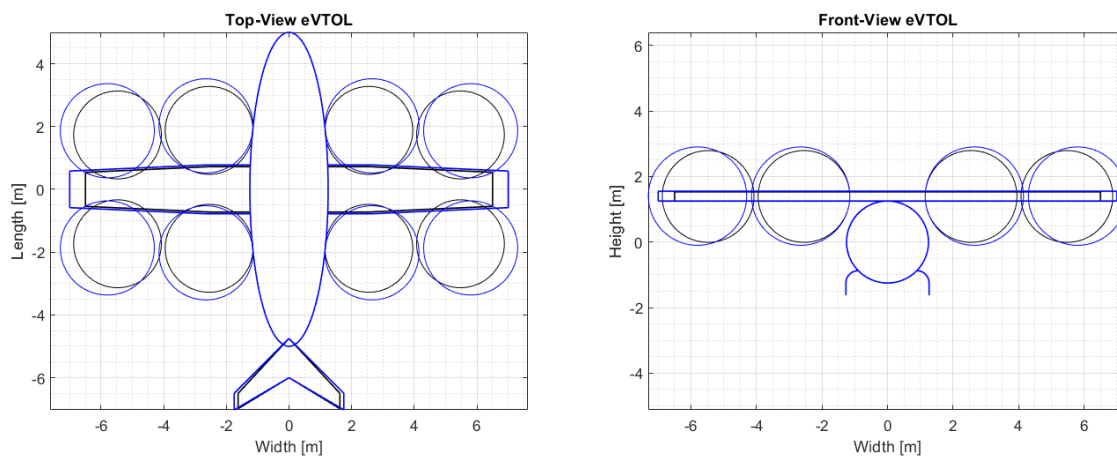 Top-View eVTOL
4
2
0
-2
-4
-6
Length [m]
-6 -4 -2 0 2 4 6
Width [m]
Front-View eVTOL
6
4
2
0
-2
-4
Height [m]
-6 -4 -2 0 2 4 6
Width [m]